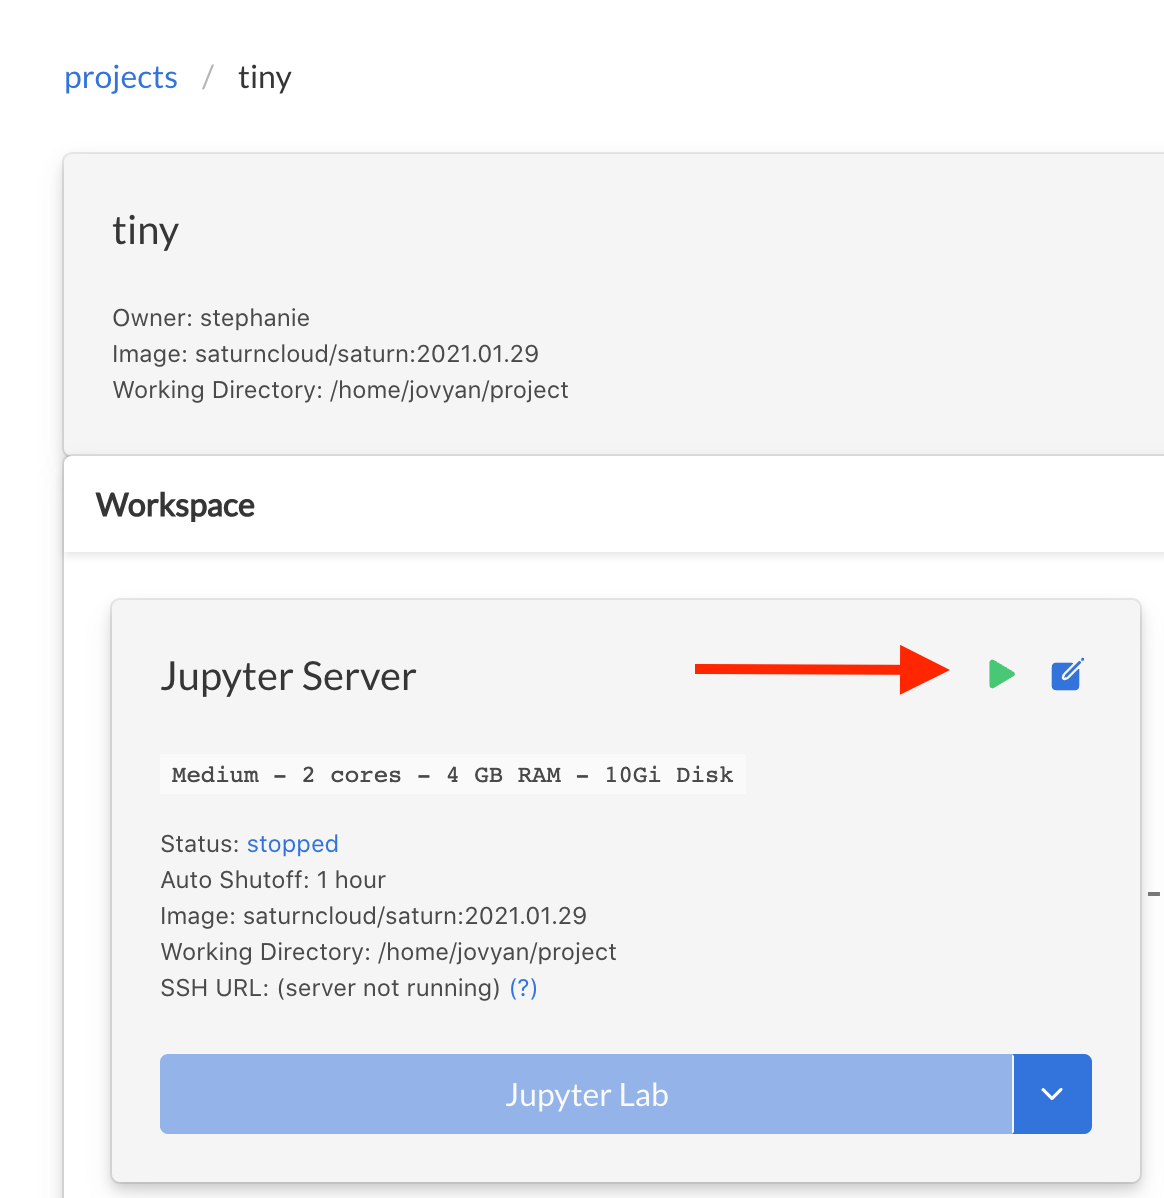 projects / tiny
tiny
Owner: stephanie
Image: saturncloud/saturn:2021.01.29
Working Directory: /home/jovyan/project
Workspace
Jupyter Server
Medium - 2 cores - 4 GB RAM - 10Gi Disk
Status: stopped
Auto Shutoff: 1 hour
Image: saturncloud/saturn:2021.01.29
Working Directory: /home/jovyan/project
SSH URL: (server not running) (?)
Jupyter Lab